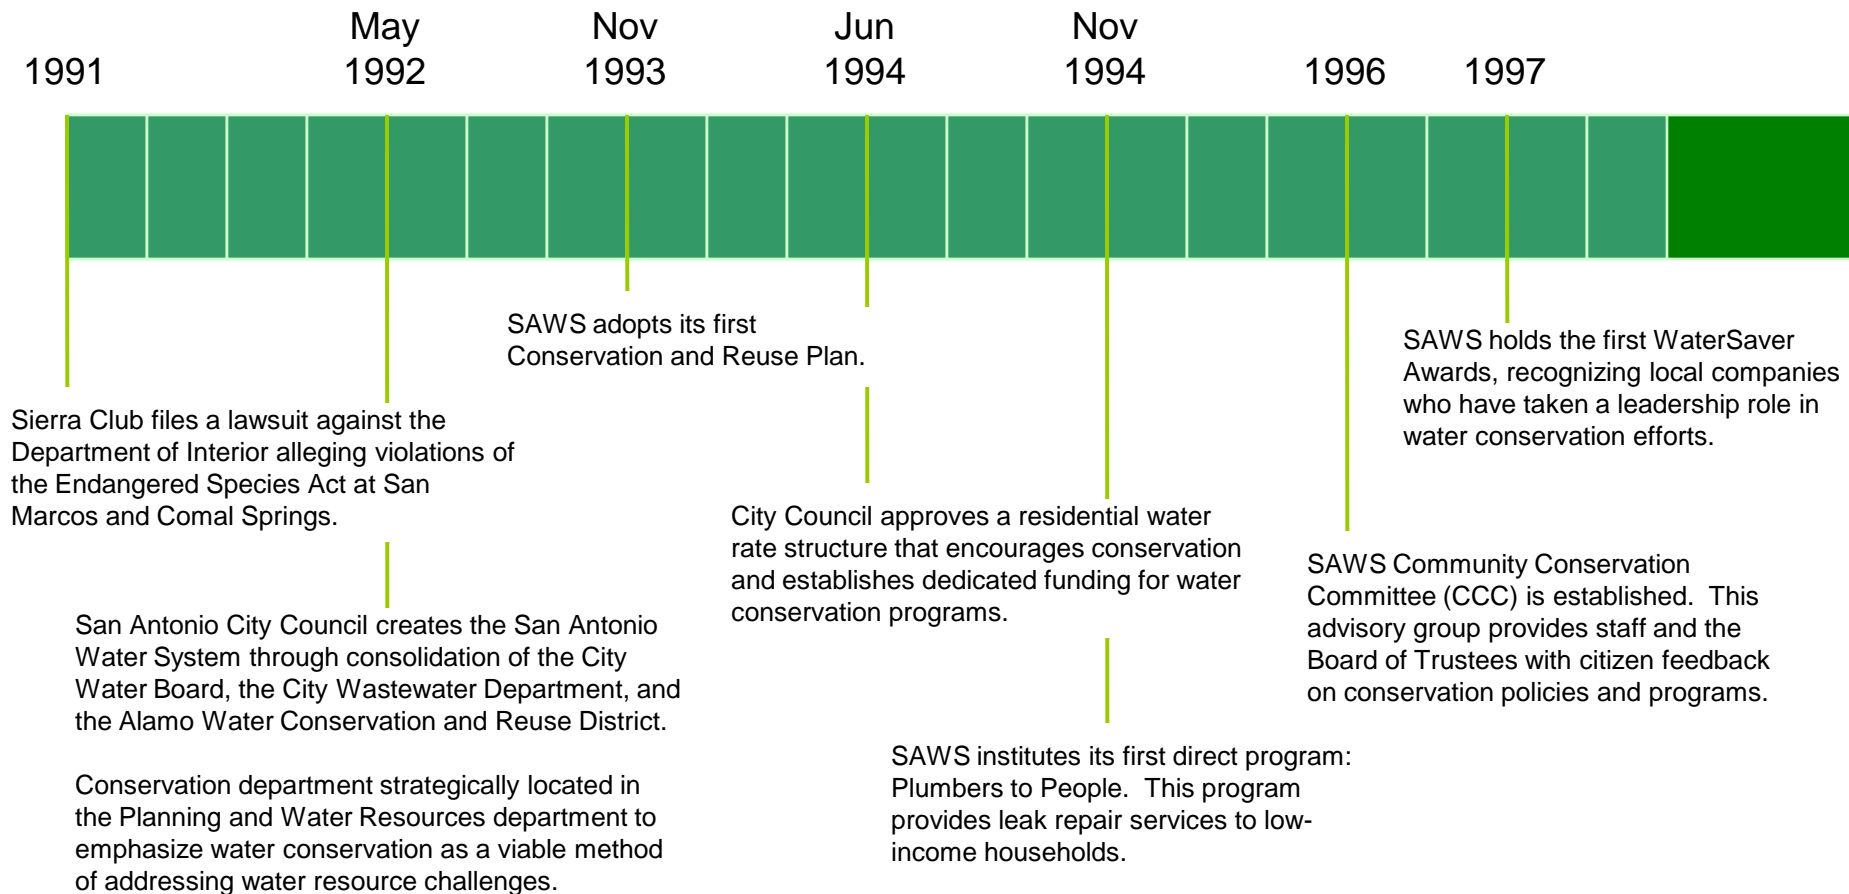 May
Nov
Jun
Nov
1991
1992
1993
1994
1994
1996
1997
SAWS adopts its first
Conservation and Reuse Plan.
SAWS holds the first WaterSaver
Awards, recognizing local companies
who have taken a leadership role in
water conservation efforts.
Sierra Club files a lawsuit against the
Department of Interior alleging violations of
the Endangered Species Act at San
Marcos and Comal Springs.
City Council approves a residential water
rate structure that encourages conservation
and establishes dedicated funding for water
conservation programs.
SAWS Community Conservation
Committee (CCC) is established.  This
advisory group provides staff and the
Board of Trustees with citizen feedback
on conservation policies and programs.
San Antonio City Council creates the San Antonio
Water System through consolidation of the City
Water Board, the City Wastewater Department, and
the Alamo Water Conservation and Reuse District.
Conservation department strategically located in
the Planning and Water Resources department to
emphasize water conservation as a viable method
of addressing water resource challenges.
SAWS institutes its first direct program:
Plumbers to People.  This program
provides leak repair services to low-
income households.